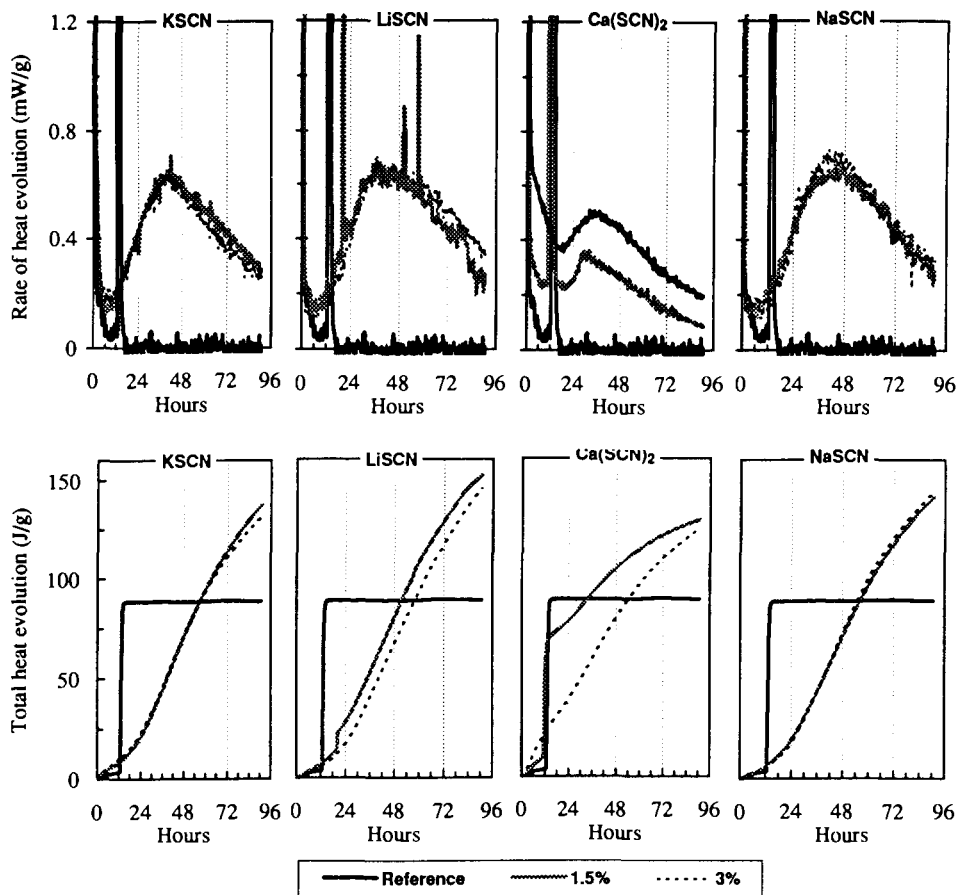 KSCN LiSCN Ca(SCN)2 NaSCN
Rate of heat evolution (mW/g)
1.2
0.8
0.4
0
0 24 48 72 96 0 24 48 72 96 0 24 48 72 96 0 24 48 72 96
Hours Hours Hours Hours
KSCN LiSCN Ca(SCN)2 NaSCN
Total heat evolution (J/g)
150
100
50
0
0 24 48 72 96 0 24 48 72 96 0 24 48 72 96 0 24 48 72 96
Hours Hours Hours Hours
Reference 1.5% 3%